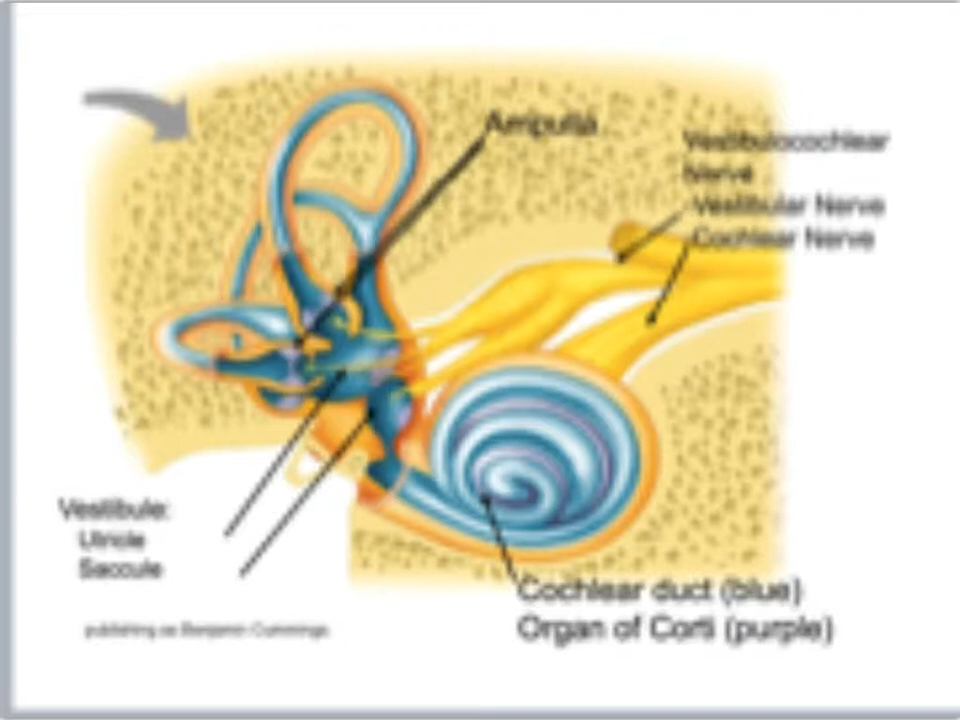 Ampulla
Vestibulocochlear
Nerve
Vestibular Nerve
Cochlear Nerve
Vestibule:
Utricle
Saccule
Cochlear duct (blue)
Organ of Corti (purple)
publishing as Benjamin Cummings